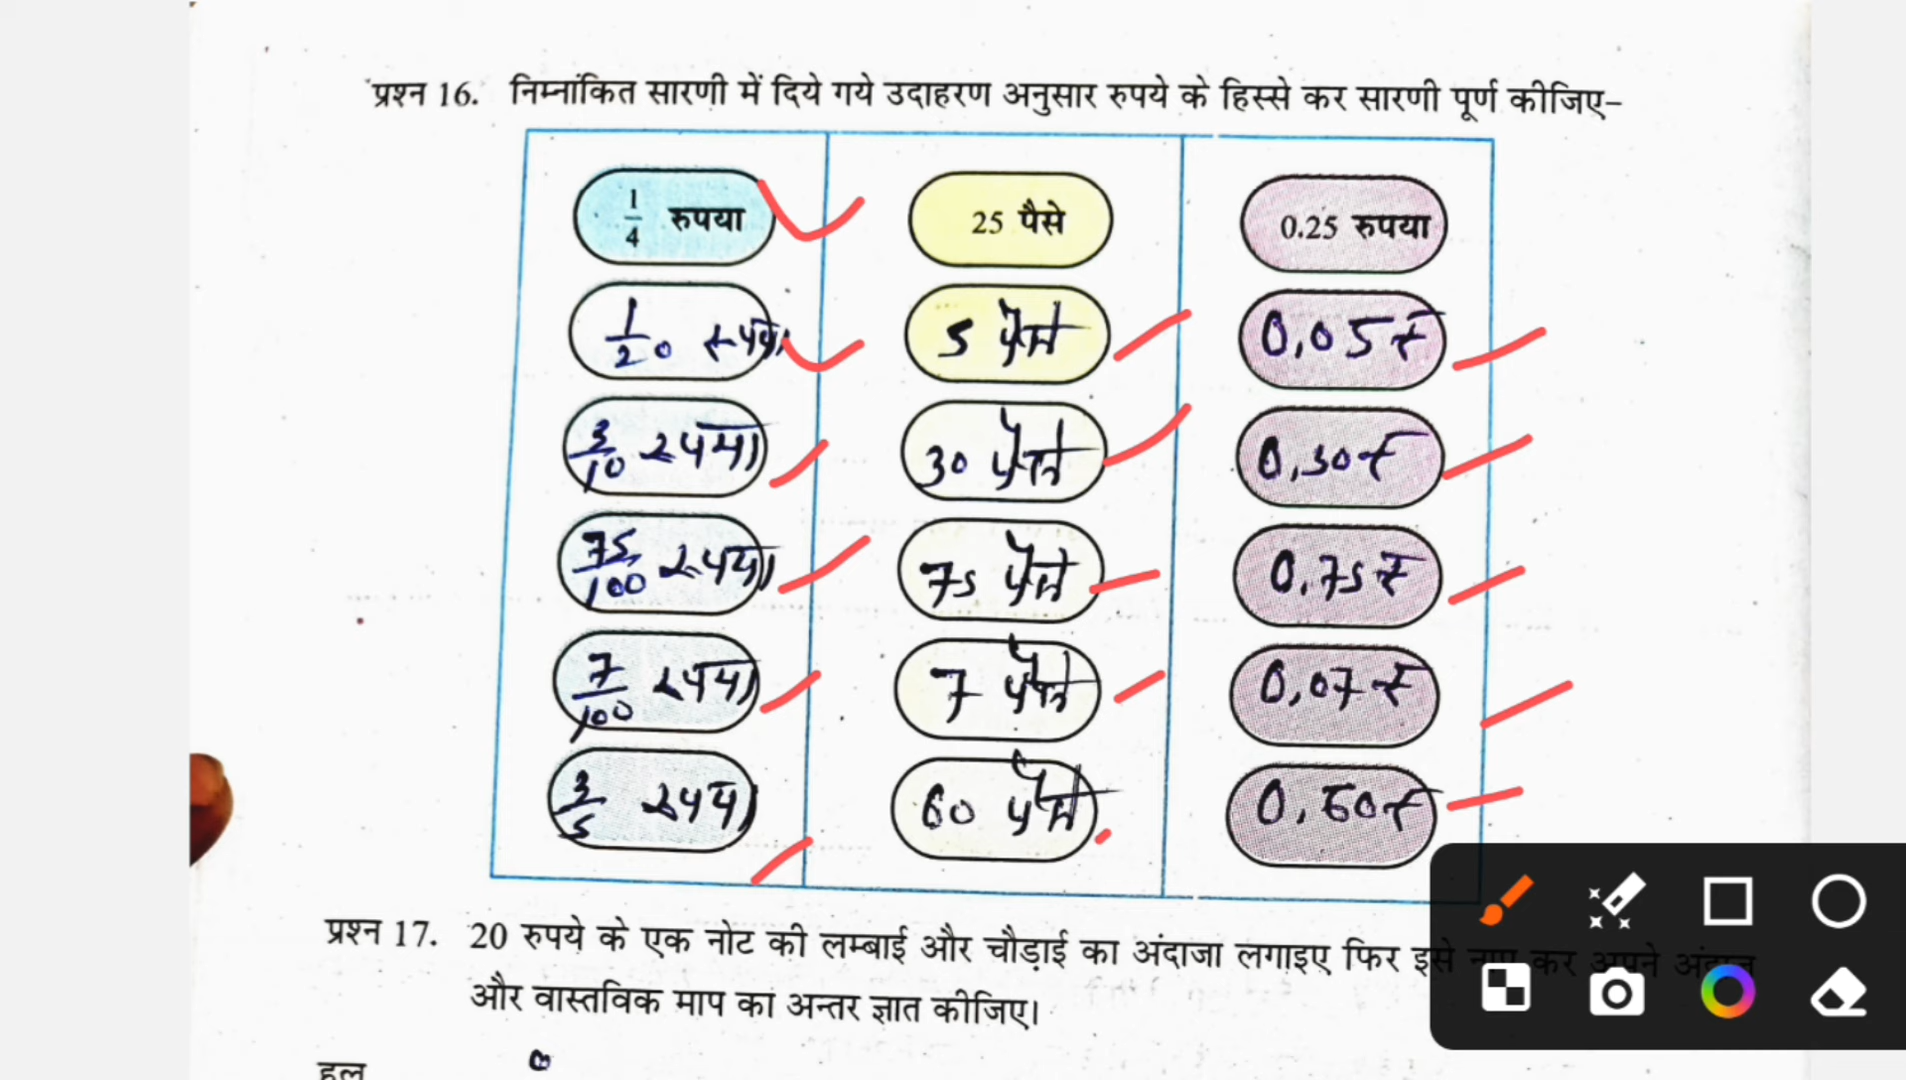 प्रश्न 16. निम्नांकित सारणी में दिये गये उदाहरण अनुसार रुपये के हिस्से कर सारणी पूर्ण कीजिए–
1/4 रुपया 25 पैसे 0.25 रुपया
1/20 रुपया 5 पैसे 0.05 ₹
3/10 रुपया 30 पैसे 0.30 ₹
75/100 रुपया 75 पैसे 0.75 ₹
7/100 रुपया 7 पैसे 0.07 ₹
3/5 रुपया 60 पैसे 0.60 ₹
प्रश्न 17. 20 रुपये के एक नोट की लम्बाई और चौड़ाई का अंदाजा लगाइए फिर इसे नाप कर अपने अंदाज
और वास्तविक माप का अन्तर ज्ञात कीजिए।
हल